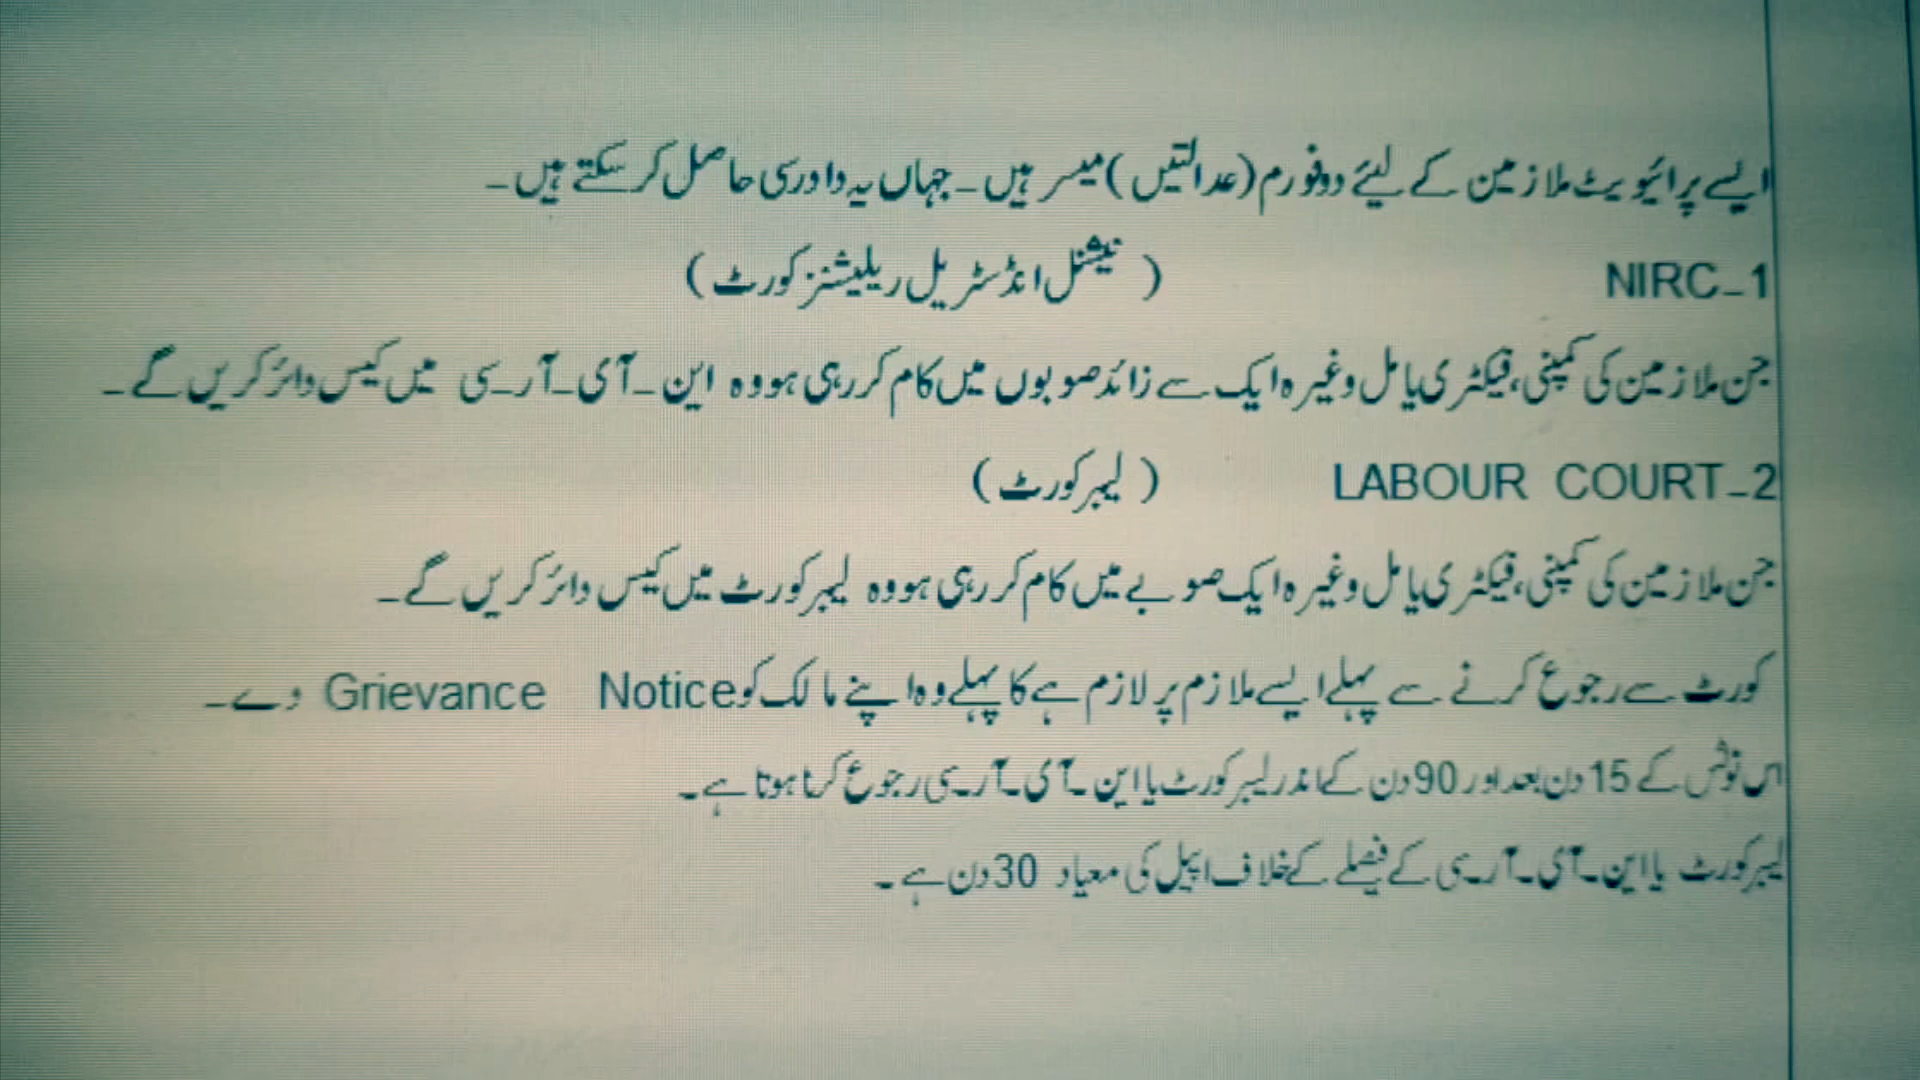 ایسے پرائیویٹ ملازمین کے لیئے دو فورم (عدالتیں) میسر ہیں۔ جہاں یہ دادرسی حاصل کر سکتے ہیں۔
1۔NIRC ( نیشنل انڈسٹریل ریلیشنز کورٹ)
جن ملازمین کی کمپنی، فیکٹری یا مل وغیرہ ایک سے زائد صوبوں میں کام کر رہی ہو وہ این۔آئی۔آر۔سی میں کیس دائر کریں گے۔
2۔LABOUR COURT ( لیبر کورٹ)
جن ملازمین کی کمپنی، فیکٹری یا مل وغیرہ ایک صوبے میں کام کر رہی ہو وہ لیبر کورٹ میں کیس دائر کریں گے۔
کورٹ سے رجوع کرنے سے پہلے ایسے ملازم پر لازم ہے کا پہلے وہ اپنے مالک کو Grievance Notice دے۔
اس نوٹس کے 15 دن بعد اور 90 دن کے اندر لیبر کورٹ یا این۔آئی۔آر۔سی رجوع کرنا ہوتا ہے۔
لیبر کورٹ یا این۔آئی۔آر۔سی کے فیصلے کے خلاف اپیل کی معیاد 30 دن ہے۔